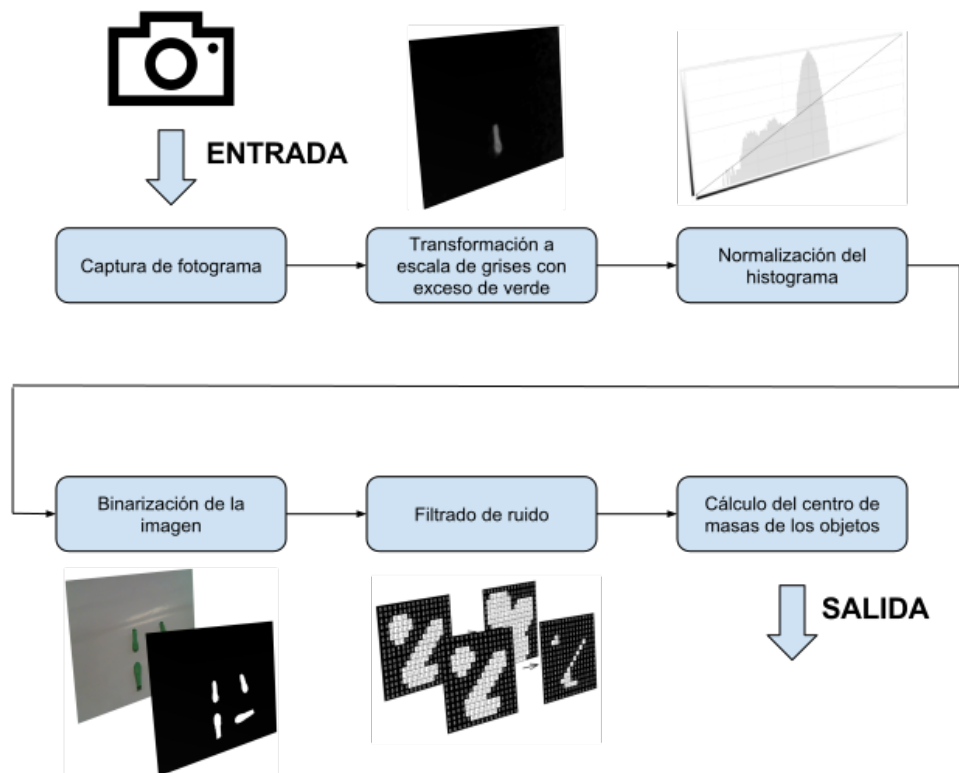 ENTRADA
Captura de fotograma
Transformación a
escala de grises con
exceso de verde
Normalización del
histograma
Binarización de la
imagen
Filtrado de ruido
Cálculo del centro de
masas de los objetos
SALIDA